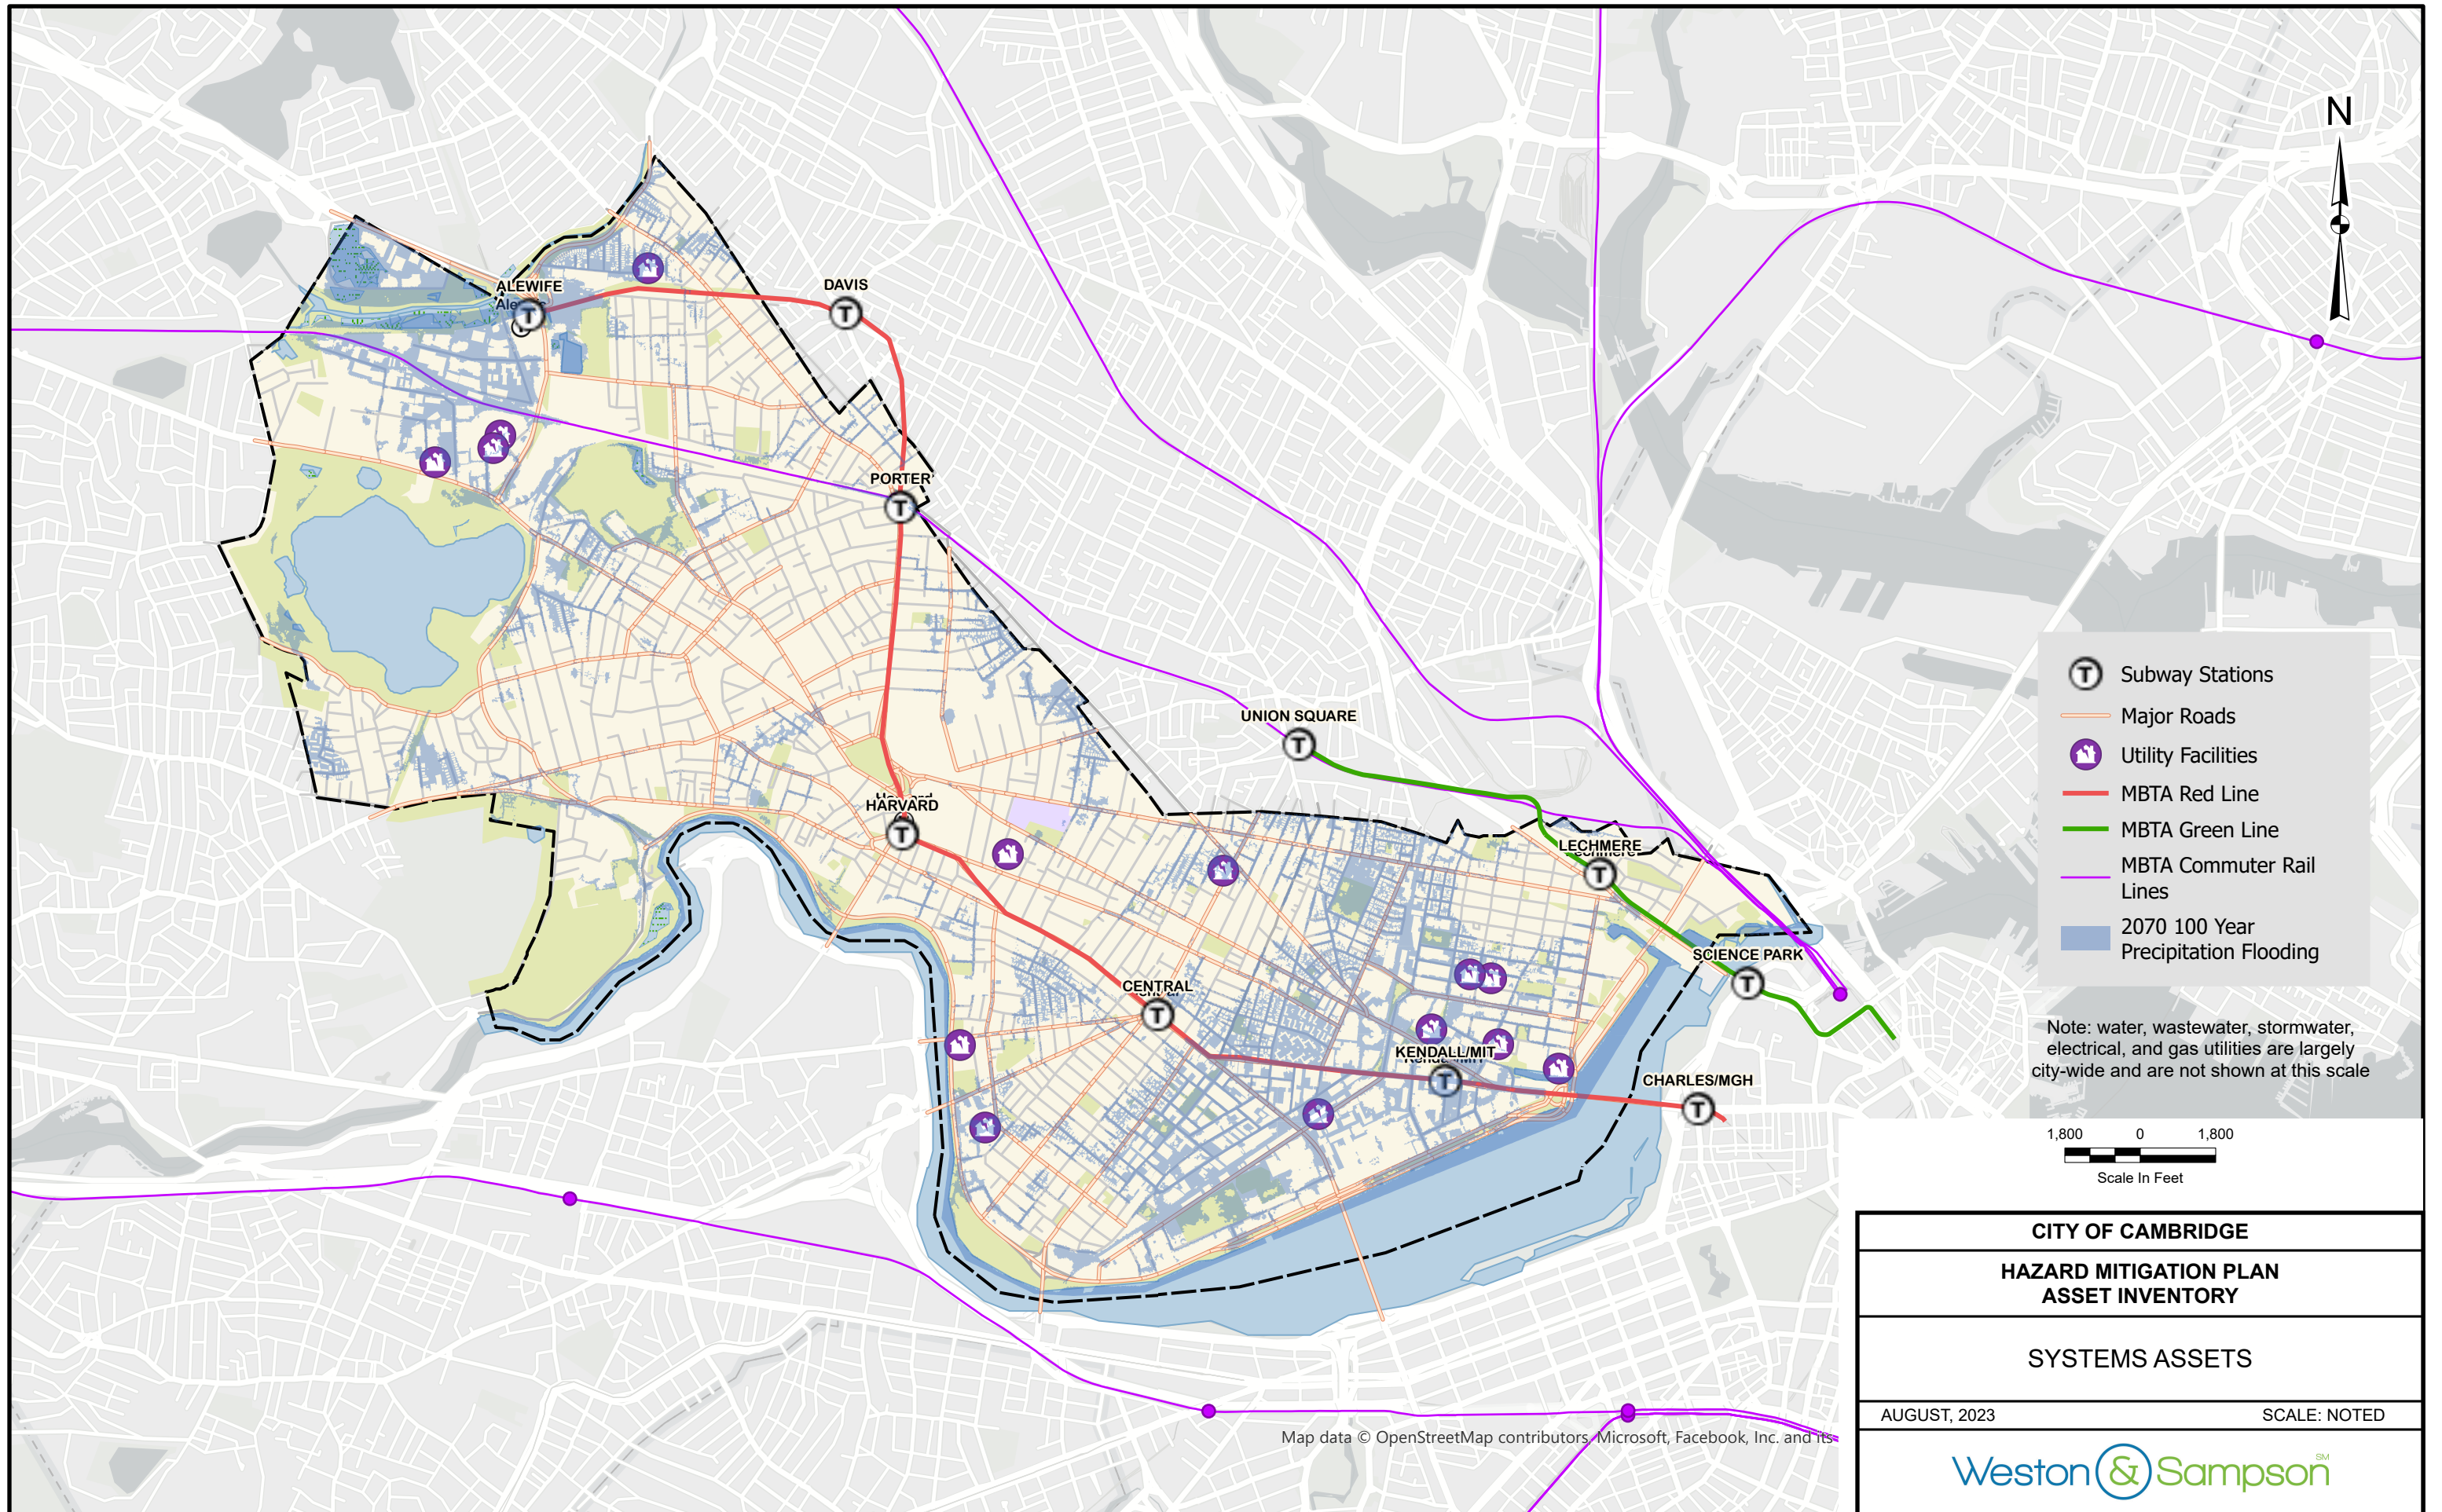 N
ALEWIFE
DAVIS
PORTER
UNION SQUARE
HARVARD
LECHMERE
SCIENCE PARK
CENTRAL
KENDALL/MIT
CHARLES/MGH
T Subway Stations
Major Roads
Utility Facilities
MBTA Red Line
MBTA Green Line
MBTA Commuter Rail
Lines
2070 100 Year
Precipitation Flooding
Note: water, wastewater, stormwater,
electrical, and gas utilities are largely
city-wide and are not shown at this scale
1,800 0 1,800
Scale In Feet
CITY OF CAMBRIDGE
HAZARD MITIGATION PLAN
ASSET INVENTORY
SYSTEMS ASSETS
AUGUST, 2023 SCALE: NOTED
Weston & Sampson SM
Map data © OpenStreetMap contributors, Microsoft, Facebook, Inc. and its